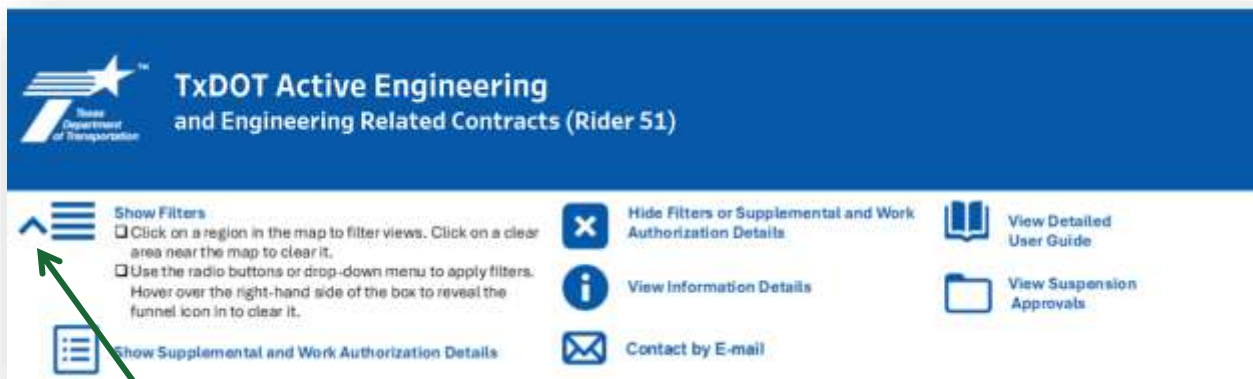 TM
Texas
Department
of Transportation
TxDOT Active Engineering
and Engineering Related Contracts (Rider 51)
Show Filters
Click on a region in the map to filter views. Click on a clear
area near the map to clear it.
Use the radio buttons or drop-down menu to apply filters.
Hover over the right-hand side of the box to reveal the
funnel icon in to clear it.
Show Supplemental and Work Authorization Details
Hide Filters or Supplemental and Work
Authorization Details
View Information Details
Contact by E-mail
View Detailed
User Guide
View Suspension
Approvals